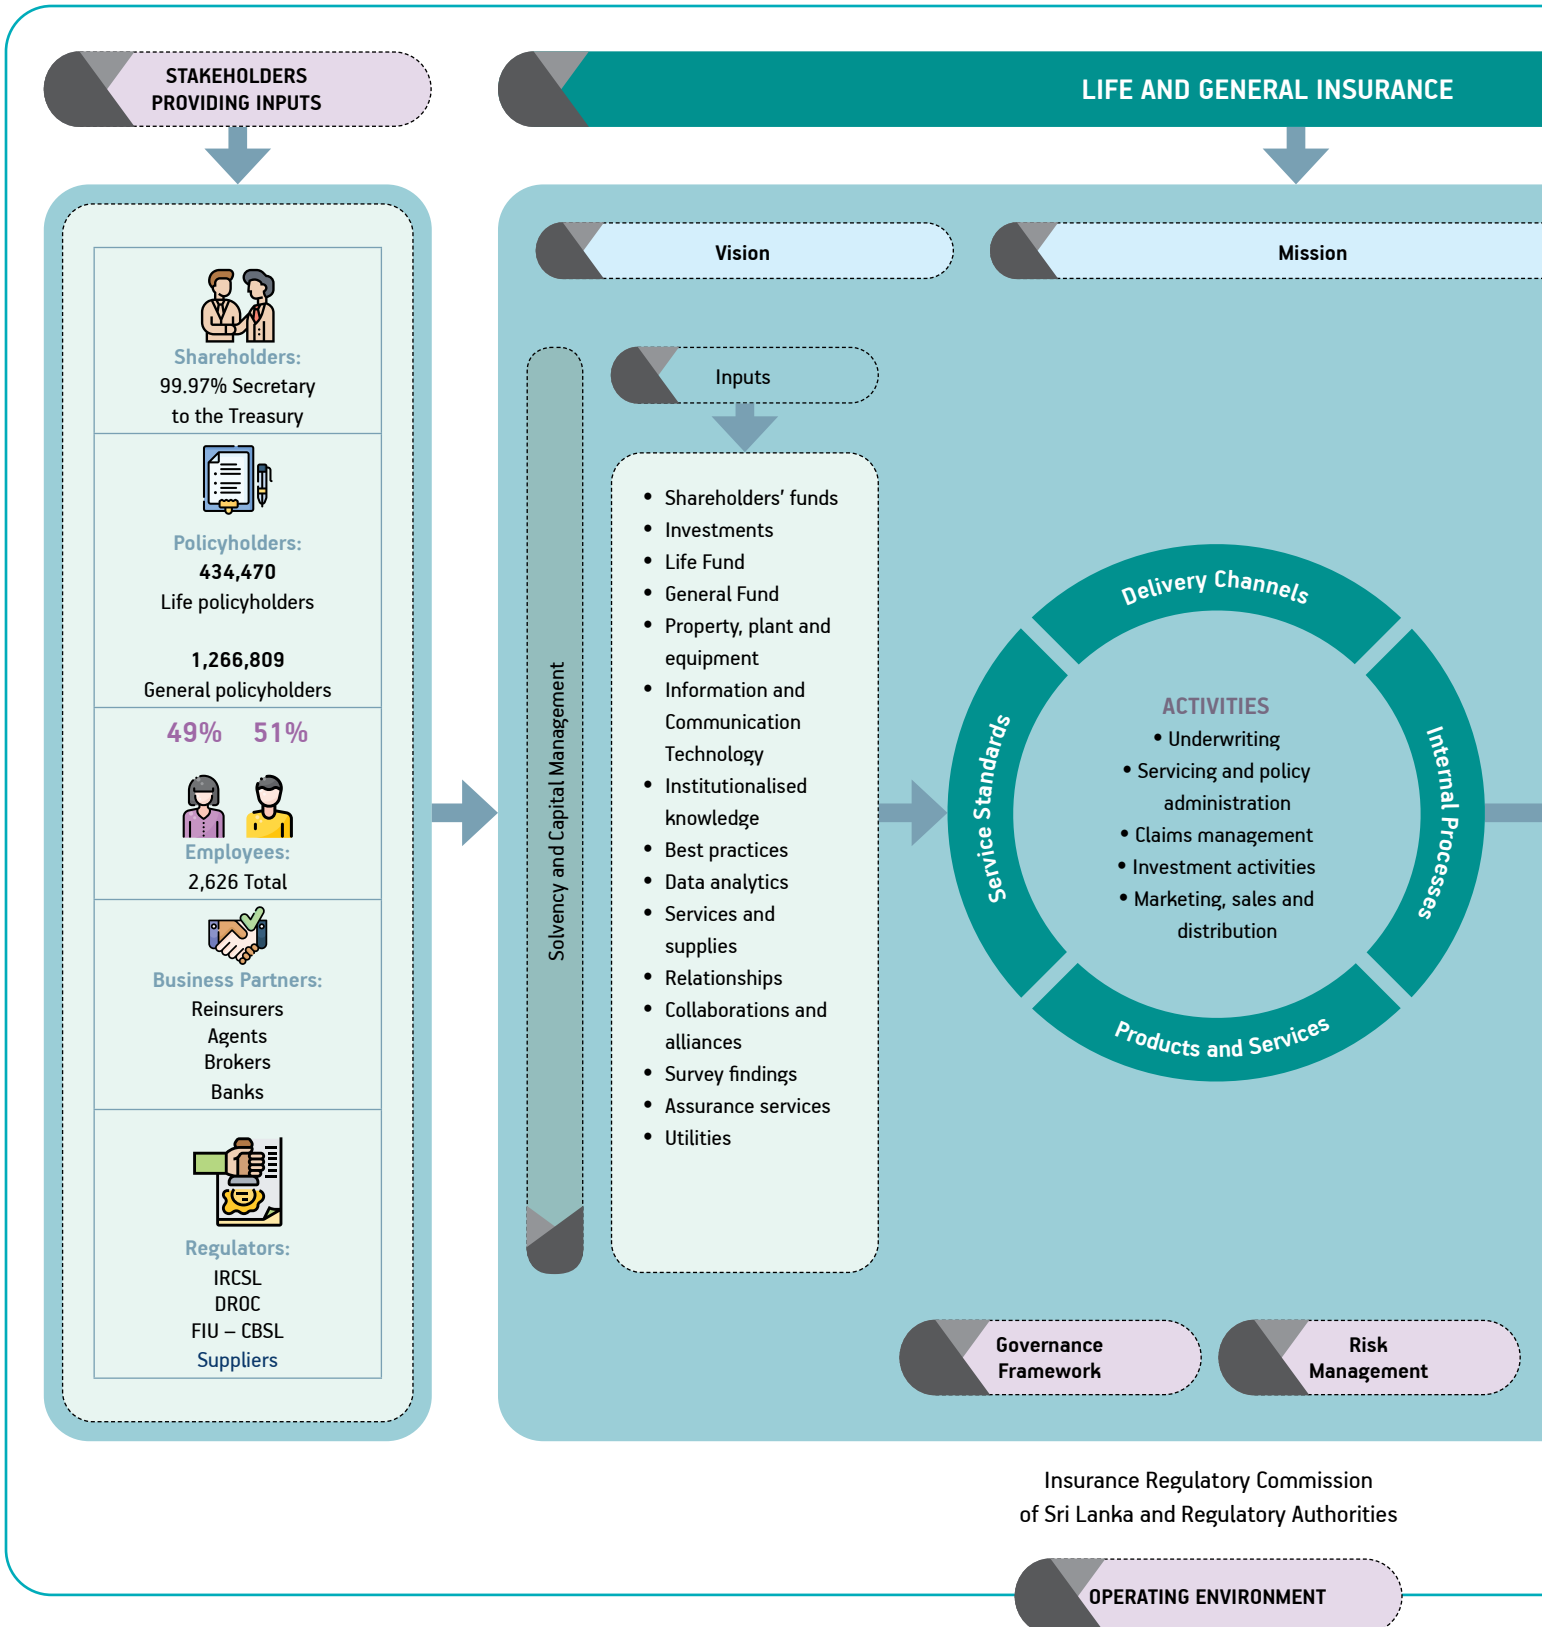 STAKEHOLDERS
PROVIDING INPUTS
Shareholders:
99.97% Secretary
to the Treasury
Policyholders:
434,470
Life policyholders
1,266,809
General policyholders
49% 51%
Employees:
2,626 Total
Business Partners:
Reinsurers
Agents
Brokers
Banks
Regulators:
IRCSL
DROC
FIU – CBSL
Suppliers
LIFE AND GENERAL INSURANCE
Vision
Mission
Solvency and Capital Management
Inputs
• Shareholders’ funds
• Investments
• Life Fund
• General Fund
• Property, plant and
equipment
• Information and
Communication
Technology
• Institutionalised
knowledge
• Best practices
• Data analytics
• Services and
supplies
• Relationships
• Collaborations and
alliances
• Survey findings
• Assurance services
• Utilities
Delivery Channels
Service Standards
Internal Processes
Products and Services
ACTIVITIES
• Underwriting
• Servicing and policy
administration
• Claims management
• Investment activities
• Marketing, sales and
distribution
Governance
Framework
Risk
Management
Insurance Regulatory Commission
of Sri Lanka and Regulatory Authorities
OPERATING ENVIRONMENT